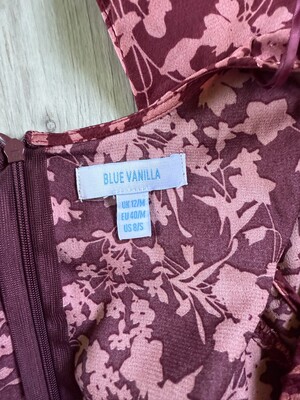 BLUE VANILLA
UK 12/M
EU 40/M
US 8/S